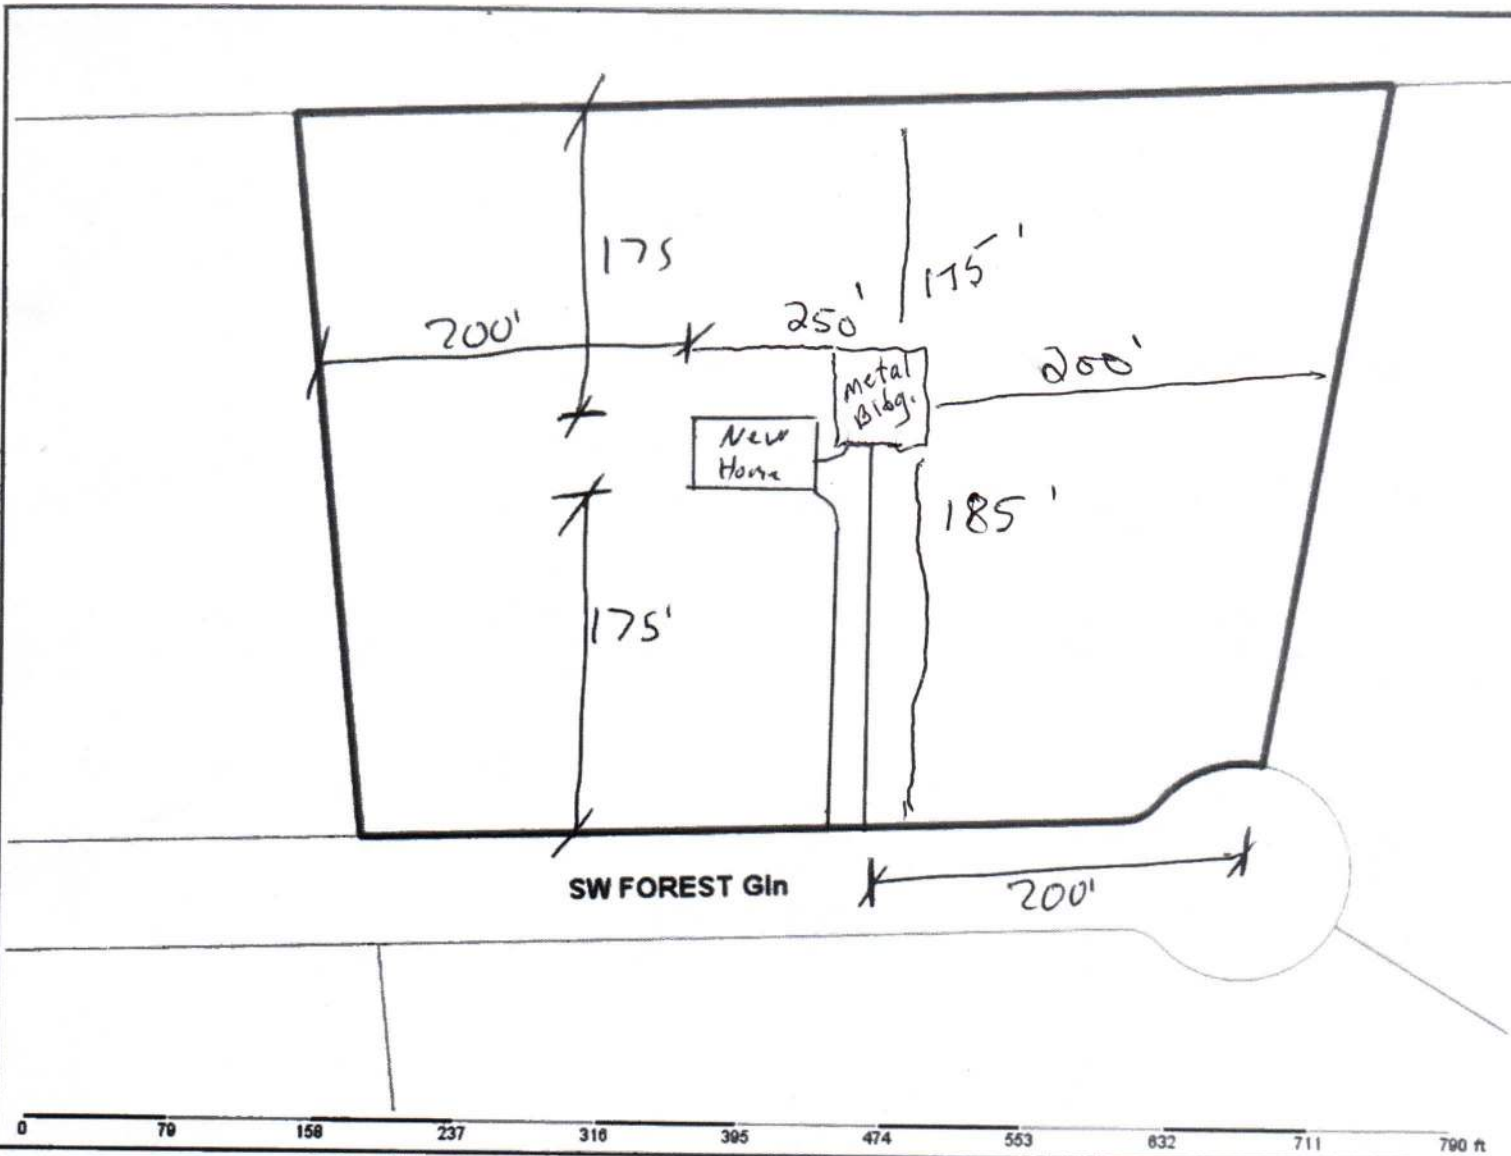 175
175'
200'
250'
200'
Metal
Bldg.
New
Home
185'
175'
SW FOREST Gln
200'
0 79 158 237 316 395 474 553 632 711 790 ft